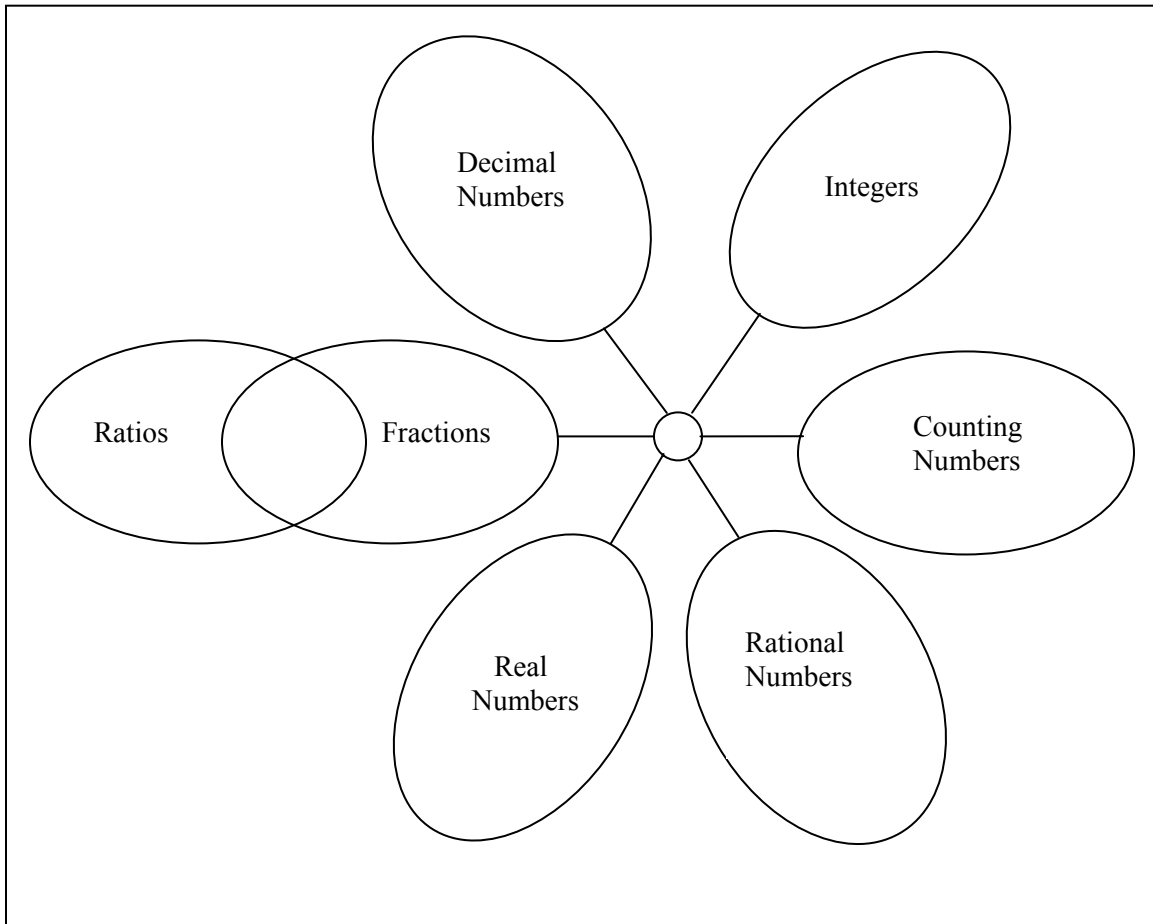 Decimal
Numbers
Integers
Ratios
Fractions
Counting
Numbers
Real
Numbers
Rational
Numbers